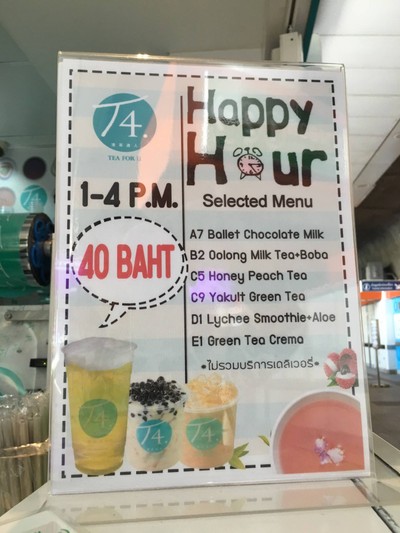 T4.
TEA FOR U
Happy
Hour
1-4 P.M.
Selected Menu
40 BAHT
A7 Ballet Chocolate Milk
B2 Oolong Milk Tea+Boba
C5 Honey Peach Tea
C9 Yakult Green Tea
D1 Lychee Smoothie+Aloe
E1 Green Tea Crema
*ไม่รวมบริการเดลิเวอรี่*
T4.
T4.
T4.